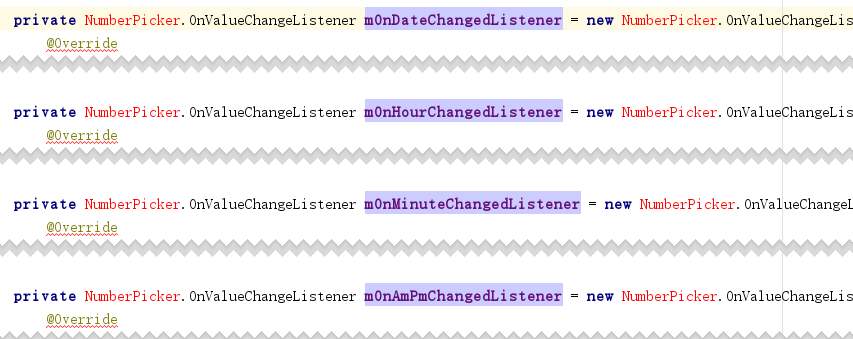 private NumberPicker.OnValueChangeListener mOnDateChangedListener = new NumberPicker.OnValueChangeLis
@Override
private NumberPicker.OnValueChangeListener mOnHourChangedListener = new NumberPicker.OnValueChangeLis
@Override
private NumberPicker.OnValueChangeListener mOnMinuteChangedListener = new NumberPicker.OnValueChangeL
@Override
private NumberPicker.OnValueChangeListener mOnAmPmChangedListener = new NumberPicker.OnValueChangeLis
@Override